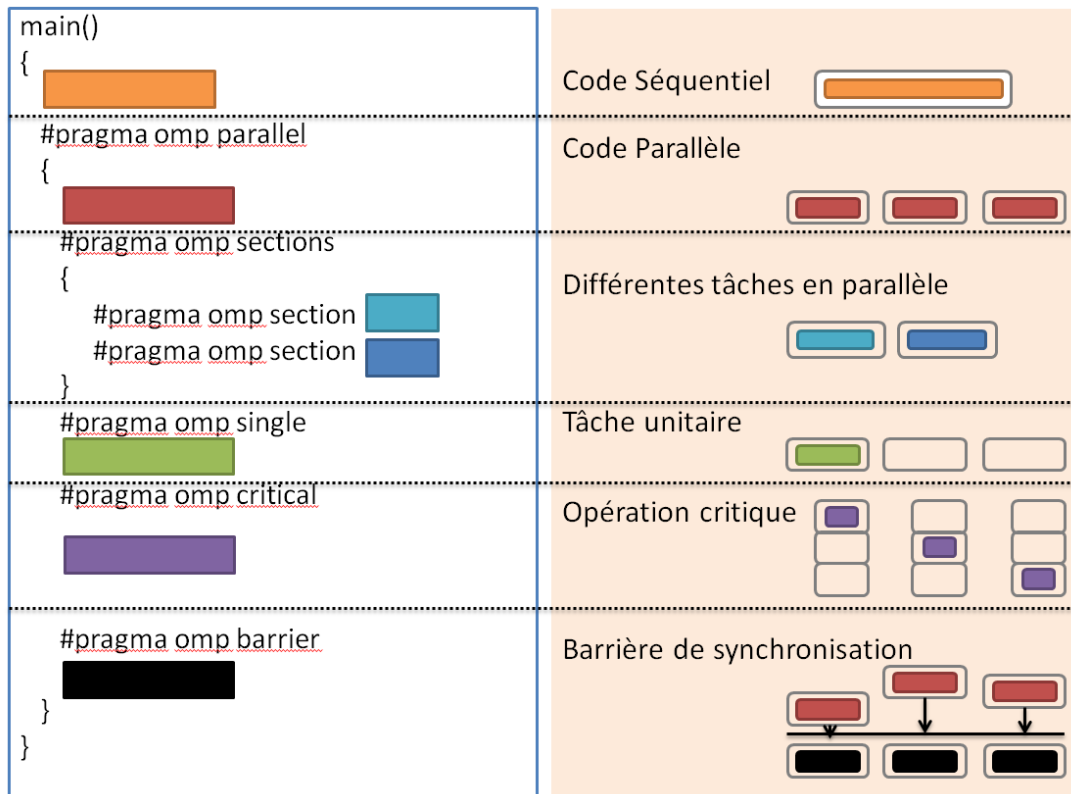 main()
{
Code Séquentiel
#pragma omp parallel
{
Code Parallèle
#pragma omp sections
{
Différentes tâches en parallèle
#pragma omp section
#pragma omp section
}
#pragma omp single
Tâche unitaire
#pragma omp critical
Opération critique
#pragma omp barrier
Barrière de synchronisation
}
}